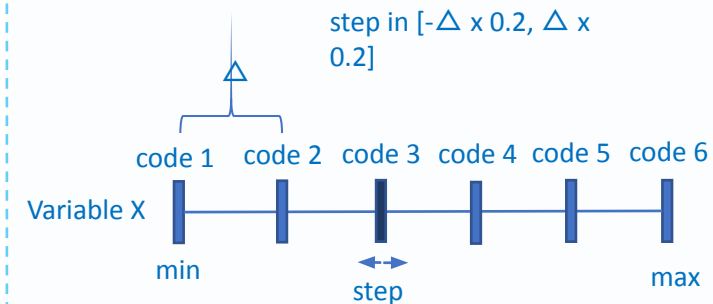 step in [-△ x 0.2, △ x
0.2]
△
code 1 code 2 code 3 code 4 code 5 code 6
Variable X
min
max
step